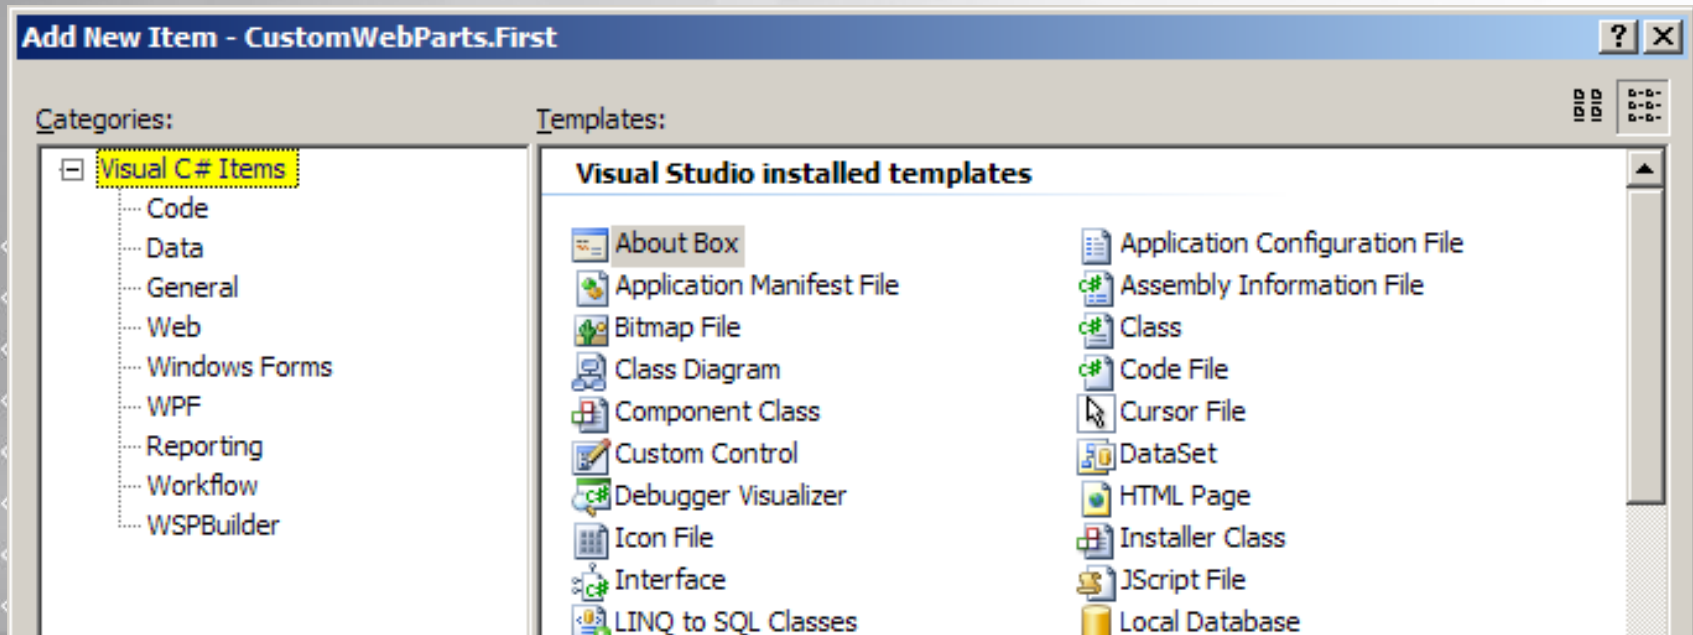 Add New Item - CustomWebParts.First
Categories:
Templates:
Visual C# Items
Code
Data
General
Web
Windows Forms
WPF
Reporting
Workflow
WSPBuilder
Visual Studio installed templates
About Box
Application Configuration File
Application Manifest File
Assembly Information File
Bitmap File
Class
Class Diagram
Code File
Component Class
Cursor File
Custom Control
DataSet
Debugger Visualizer
HTML Page
Icon File
Installer Class
Interface
JScript File
LINQ to SQL Classes
Local Database